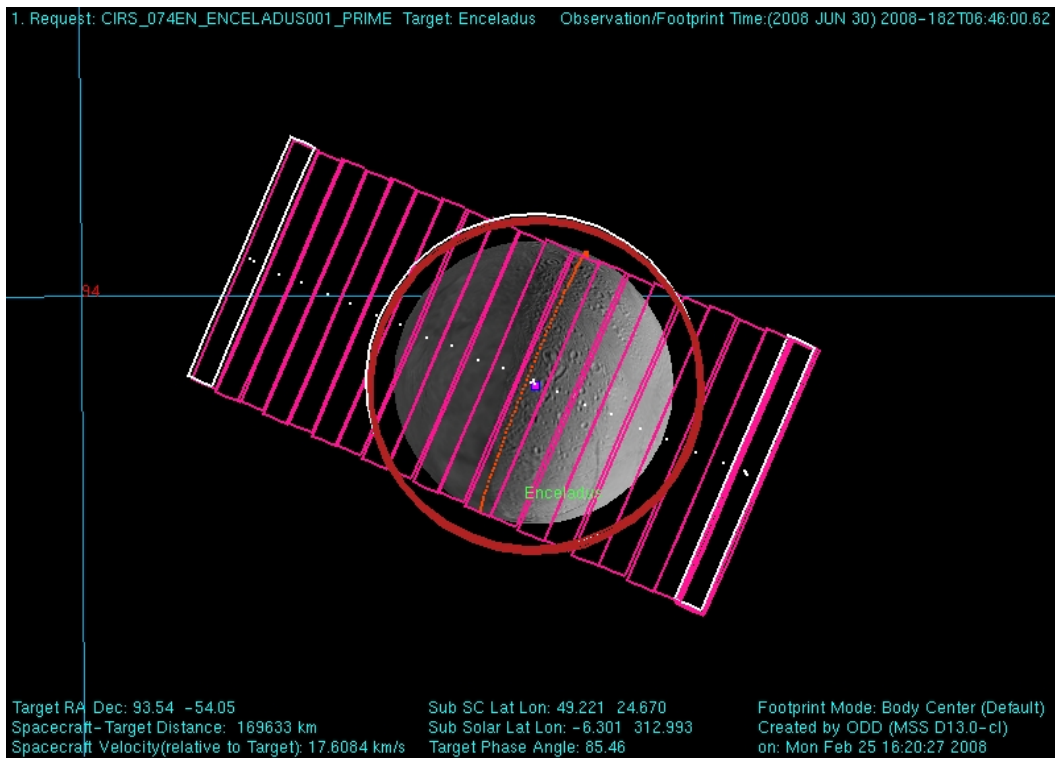 1. Request: CIRS_074EN_ENCELADUS001_PRIME  Target: Enceladus    Observation/Footprint Time:(2008 JUN 30) 2008-182T06:46:00.62
94
Enceladus
Target RA Dec: 93.54 -54.05    Sub SC Lat Lon: 49.221 24.670    Footprint Mode: Body Center (Default)
Spacecraft-Target Distance: 169633 km    Sub Solar Lat Lon: -6.301 312.993    Created by ODD (MSS D13.0-cl)
Spacecraft Velocity(relative to Target): 17.6084 km/s    Target Phase Angle: 85.46    on: Mon Feb 25 16:20:27 2008